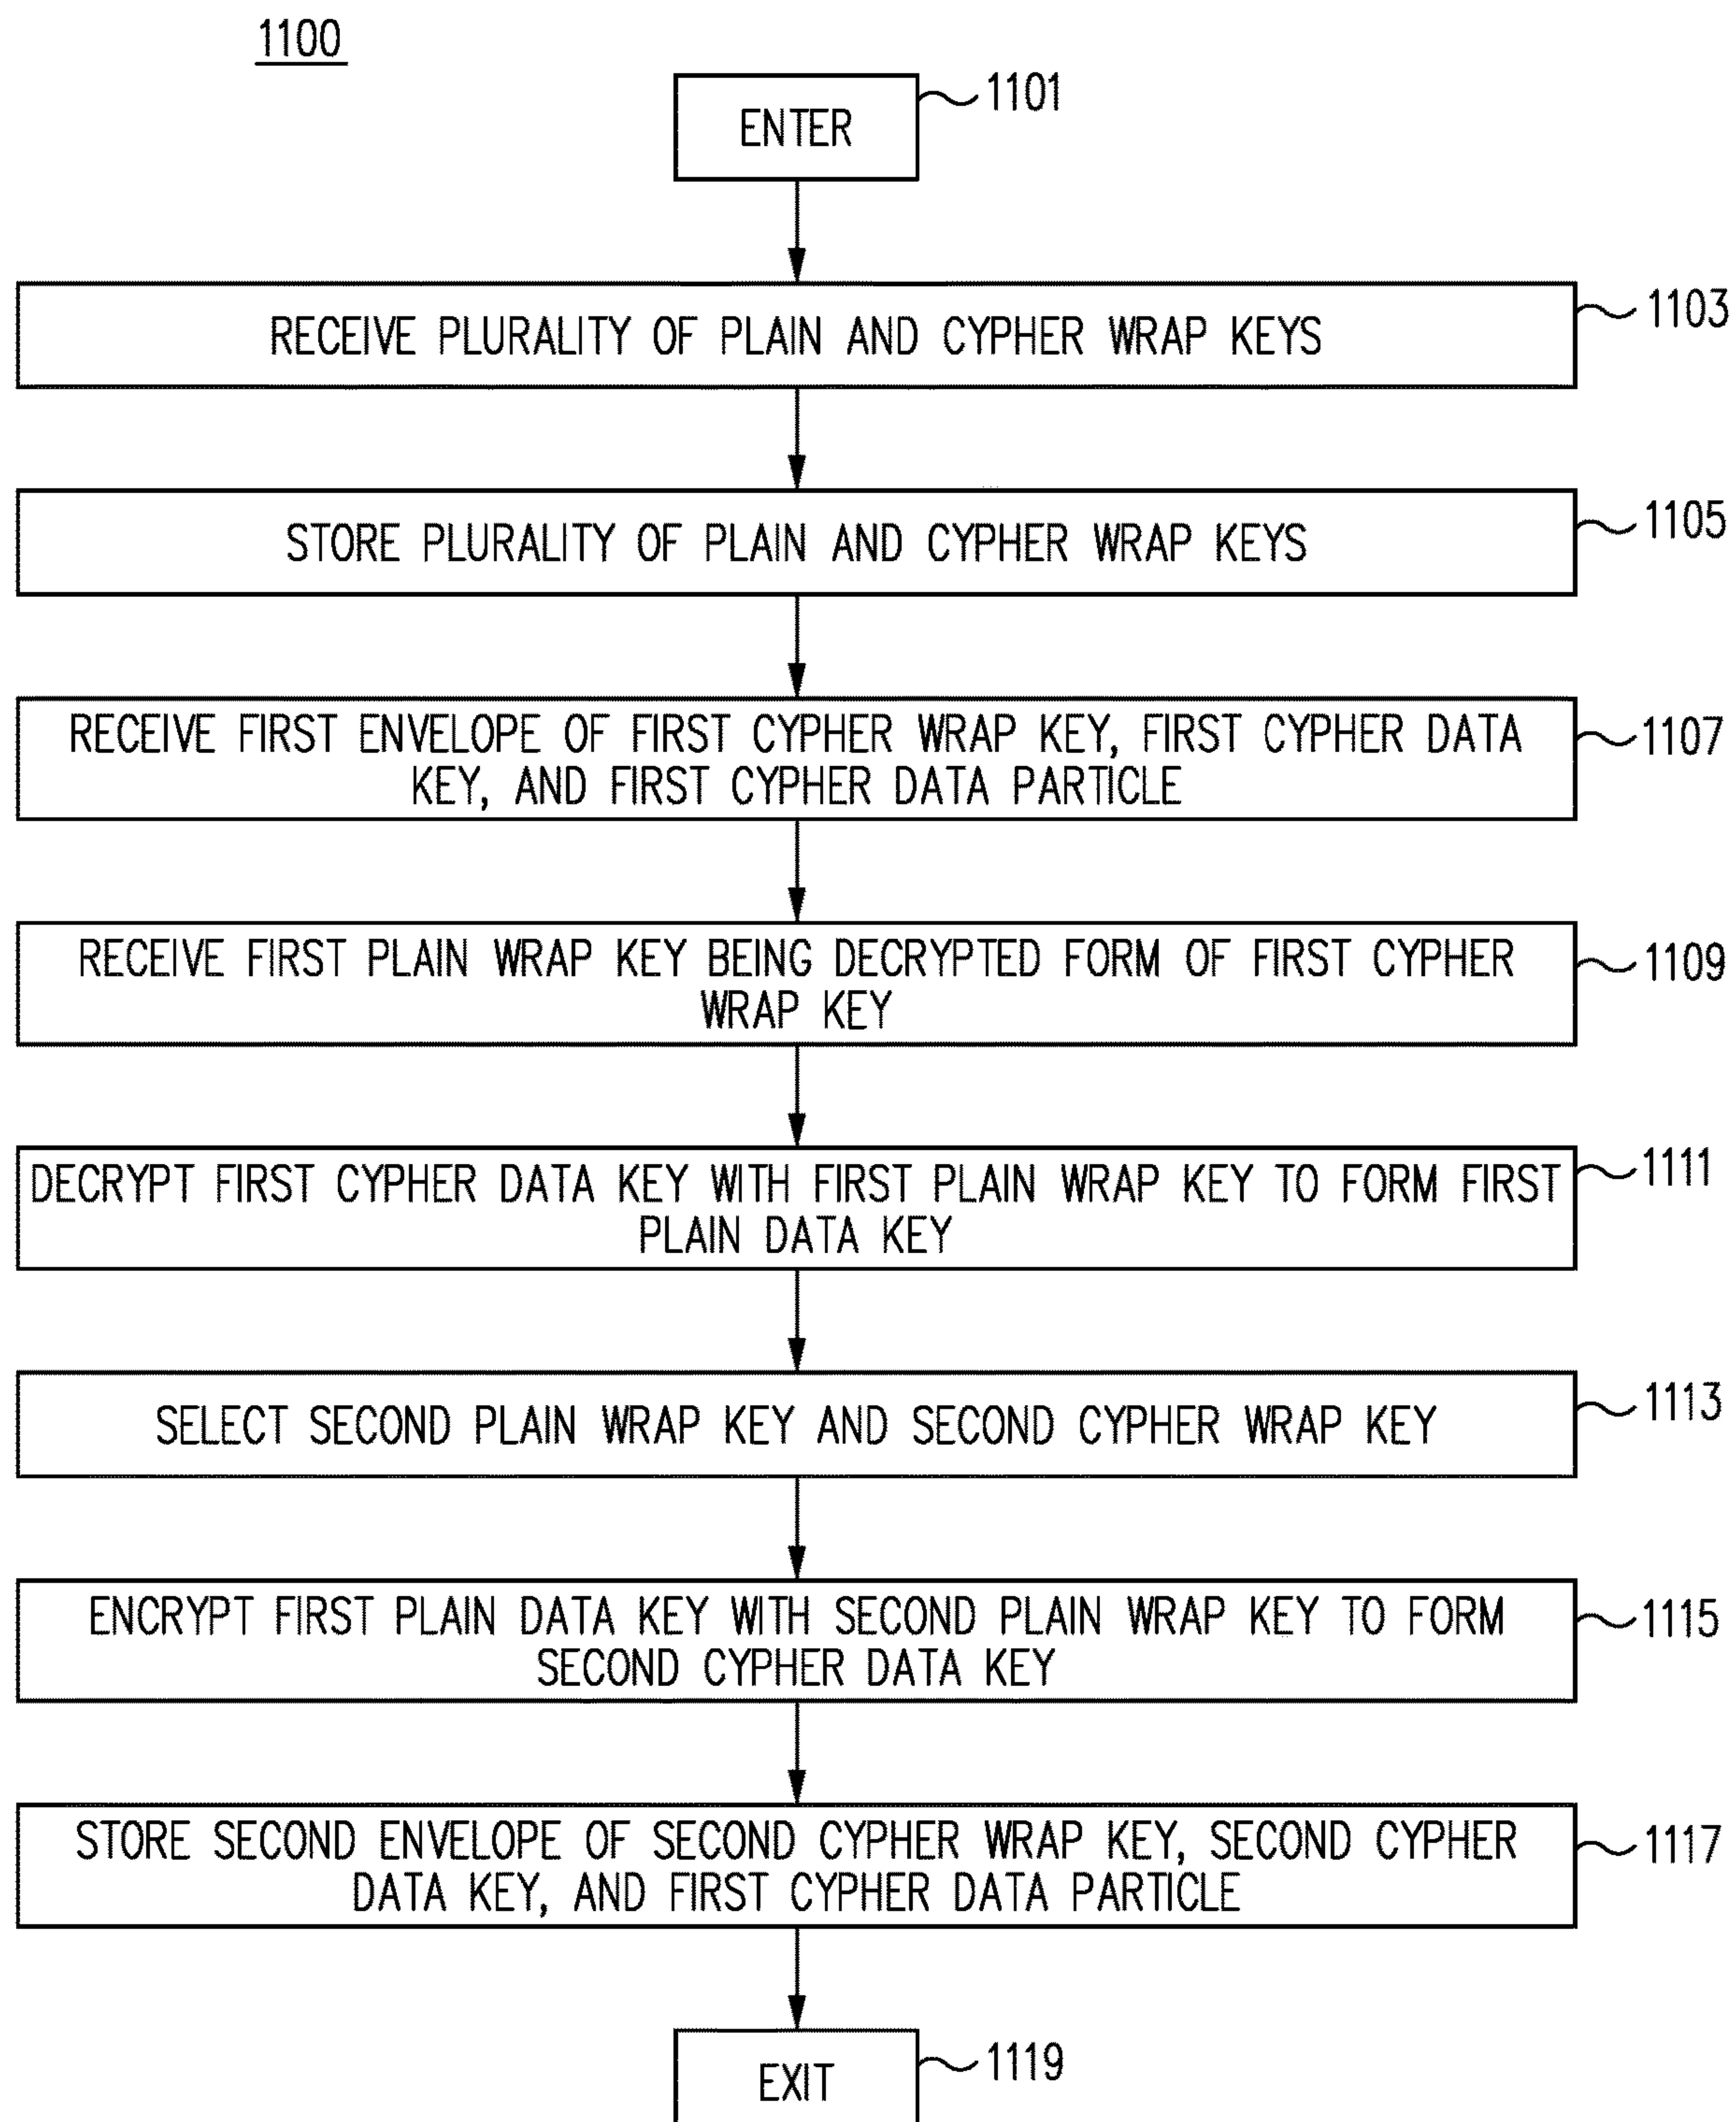 1100
ENTER
1101
RECEIVE PLURALITY OF PLAIN AND CYPHER WRAP KEYS
1103
STORE PLURALITY OF PLAIN AND CYPHER WRAP KEYS
1105
RECEIVE FIRST ENVELOPE OF FIRST CYPHER WRAP KEY, FIRST CYPHER DATA
KEY, AND FIRST CYPHER DATA PARTICLE
1107
RECEIVE FIRST PLAIN WRAP KEY BEING DECRYPTED FORM OF FIRST CYPHER
WRAP KEY
1109
DECRYPT FIRST CYPHER DATA KEY WITH FIRST PLAIN WRAP KEY TO FORM FIRST
PLAIN DATA KEY
1111
SELECT SECOND PLAIN WRAP KEY AND SECOND CYPHER WRAP KEY
1113
ENCRYPT FIRST PLAIN DATA KEY WITH SECOND PLAIN WRAP KEY TO FORM
SECOND CYPHER DATA KEY
1115
STORE SECOND ENVELOPE OF SECOND CYPHER WRAP KEY, SECOND CYPHER
DATA KEY, AND FIRST CYPHER DATA PARTICLE
1117
EXIT
1119